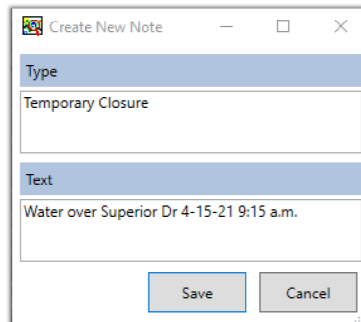 Create New Note
Type
Temporary Closure
Text
Water over Superior Dr 4-15-21 9:15 a.m.
Save Cancel